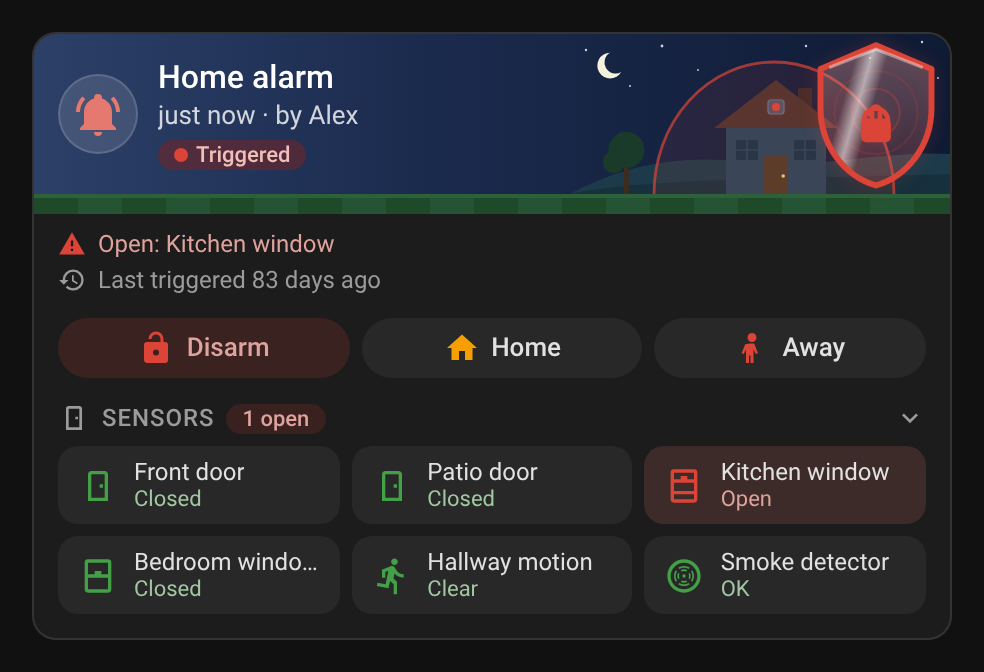 Home alarm
just now · by Alex
Triggered
Open: Kitchen window
Last triggered 83 days ago
Disarm
Home
Away
SENSORS
1 open
Front door
Closed
Patio door
Closed
Kitchen window
Open
Bedroom windo…
Closed
Hallway motion
Clear
Smoke detector
OK